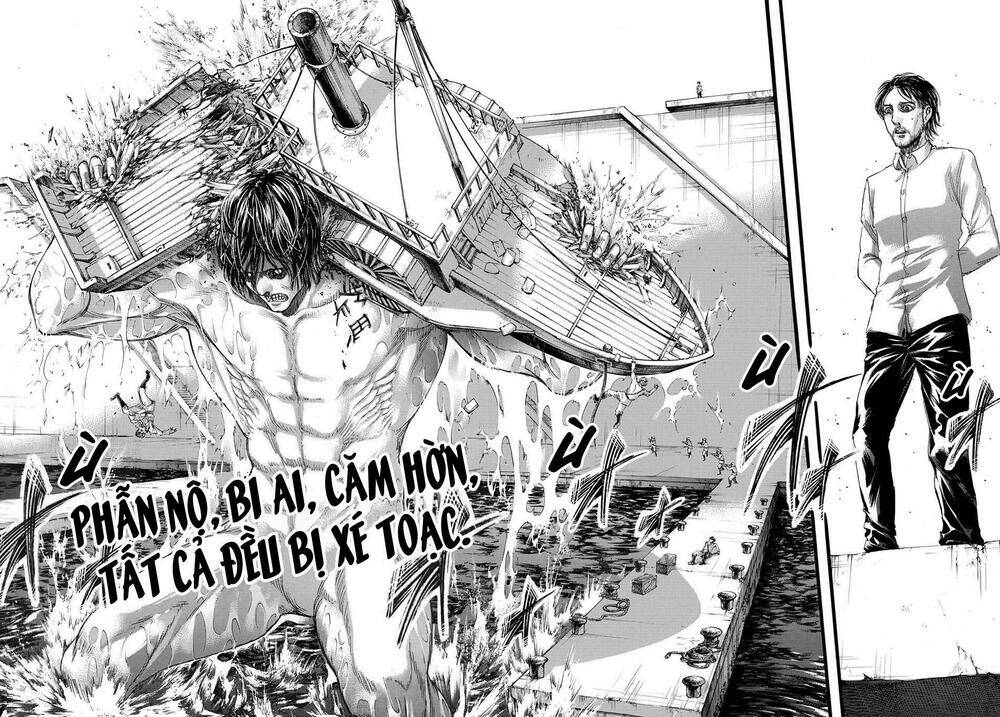 Ừ
Ừ
Ừ
Ừ
PHẪN NỘ, BI AI, CĂM HỜN,
TẤT CẢ ĐỀU BỊ XÉ TOẠC.